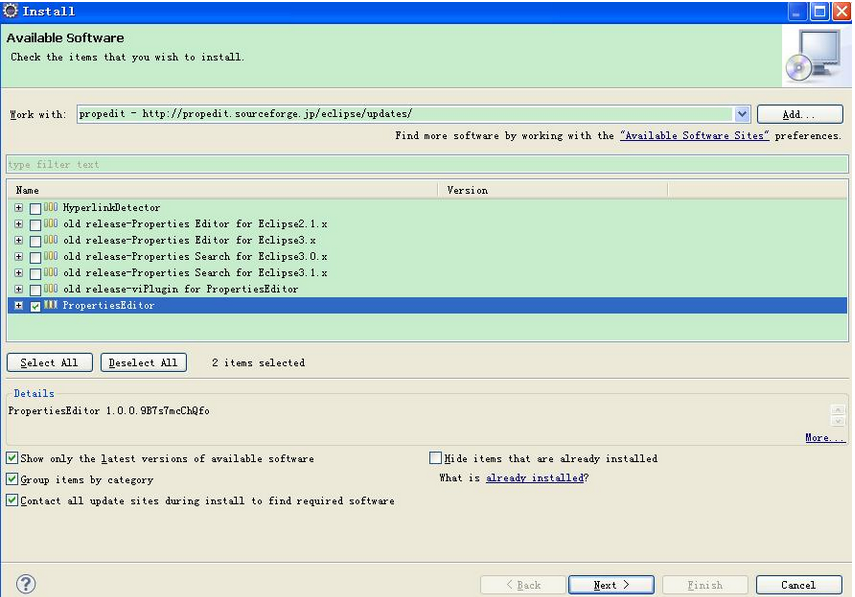 Install
Available Software
Check the items that you wish to install.
Work with: propedit - http://propedit.sourceforge.jp/eclipse/updates/ Add...
Find more software by working with the "Available Software Sites" preferences.
type filter text
Name Version
HyperlinkDetector
old release-Properties Editor for Eclipse2.1.x
old release-Properties Editor for Eclipse3.x
old release-Properties Search for Eclipse3.0.x
old release-Properties Search for Eclipse3.1.x
old release-viPlugin for PropertiesEditor
PropertiesEditor
Select All Deselect All 2 items selected
Details
PropertiesEditor 1.0.0.9B7s7mcChQfo
More...
Show only the latest versions of available software Hide items that are already installed
Group items by category What is already installed?
Contact all update sites during install to find required software
? < Back Next > Finish Cancel